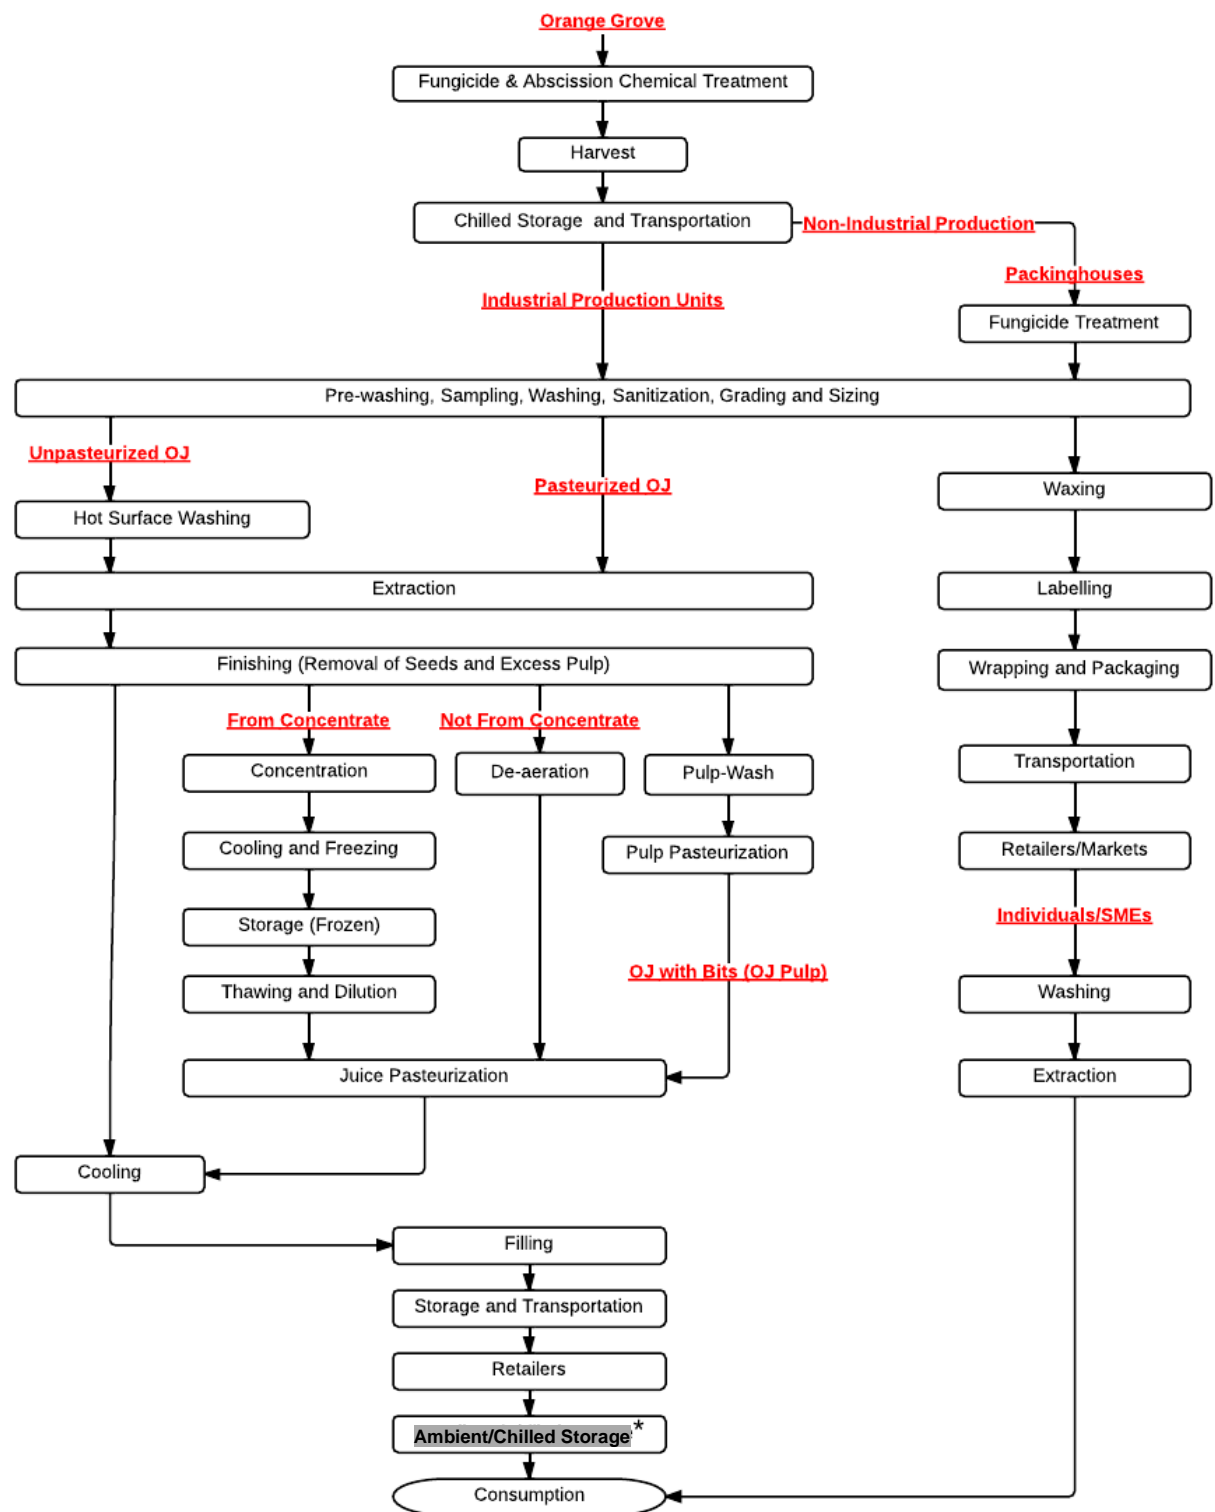 Orange Grove
Fungicide & Abscission Chemical Treatment
Harvest
Chilled Storage and Transportation
Non-Industrial Production
Packinghouses
Industrial Production Units
Fungicide Treatment
Pre-washing, Sampling, Washing, Sanitization, Grading and Sizing
Unpasteurized OJ
Pasteurized OJ
Waxing
Hot Surface Washing
Extraction
Labelling
Finishing (Removal of Seeds and Excess Pulp)
Wrapping and Packaging
From Concentrate
Not From Concentrate
Concentration
De-aeration
Pulp-Wash
Transportation
Cooling and Freezing
Pulp Pasteurization
Retailers/Markets
Storage (Frozen)
Individuals/SMEs
OJ with Bits (OJ Pulp)
Thawing and Dilution
Washing
Juice Pasteurization
Extraction
Cooling
Filling
Storage and Transportation
Retailers
Ambient/Chilled Storage*
Consumption